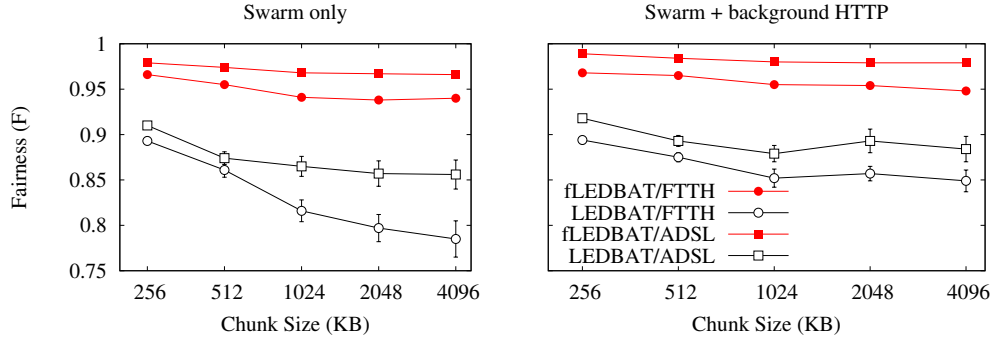 Swarm only
Swarm + background HTTP
Fairness (F)
1
0.95
0.9
0.85
0.8
0.75
256 512 1024 2048 4096
Chunk Size (KB)
fLEDBAT/FTTH
LEDBAT/FTTH
fLEDBAT/ADSL
LEDBAT/ADSL
256 512 1024 2048 4096
Chunk Size (KB)